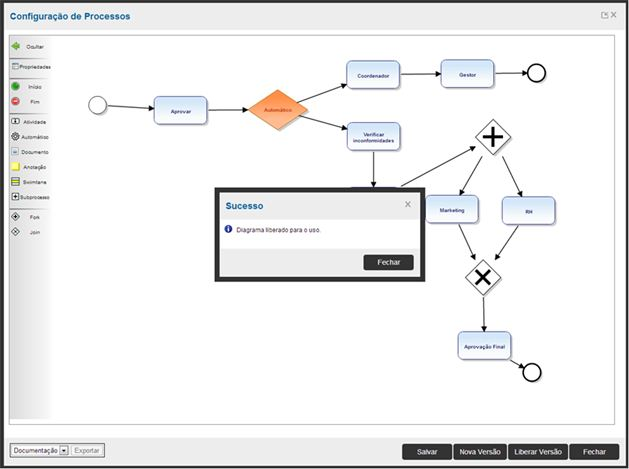 Configuração de Processos
Ocultar
Propriedades
Início
Fim
Atividade
Automático
Documento
Anotação
Swimlane
Subprocesso
Fork
Join
Aprovar
Automático
Coordenador
Gestor
Verificar
inconformidades
Marketing
RH
Aprovação Final
Sucesso
Diagrama liberado para o uso.
Fechar
Documentação
Exportar
Salvar
Nova Versão
Liberar Versão
Fechar